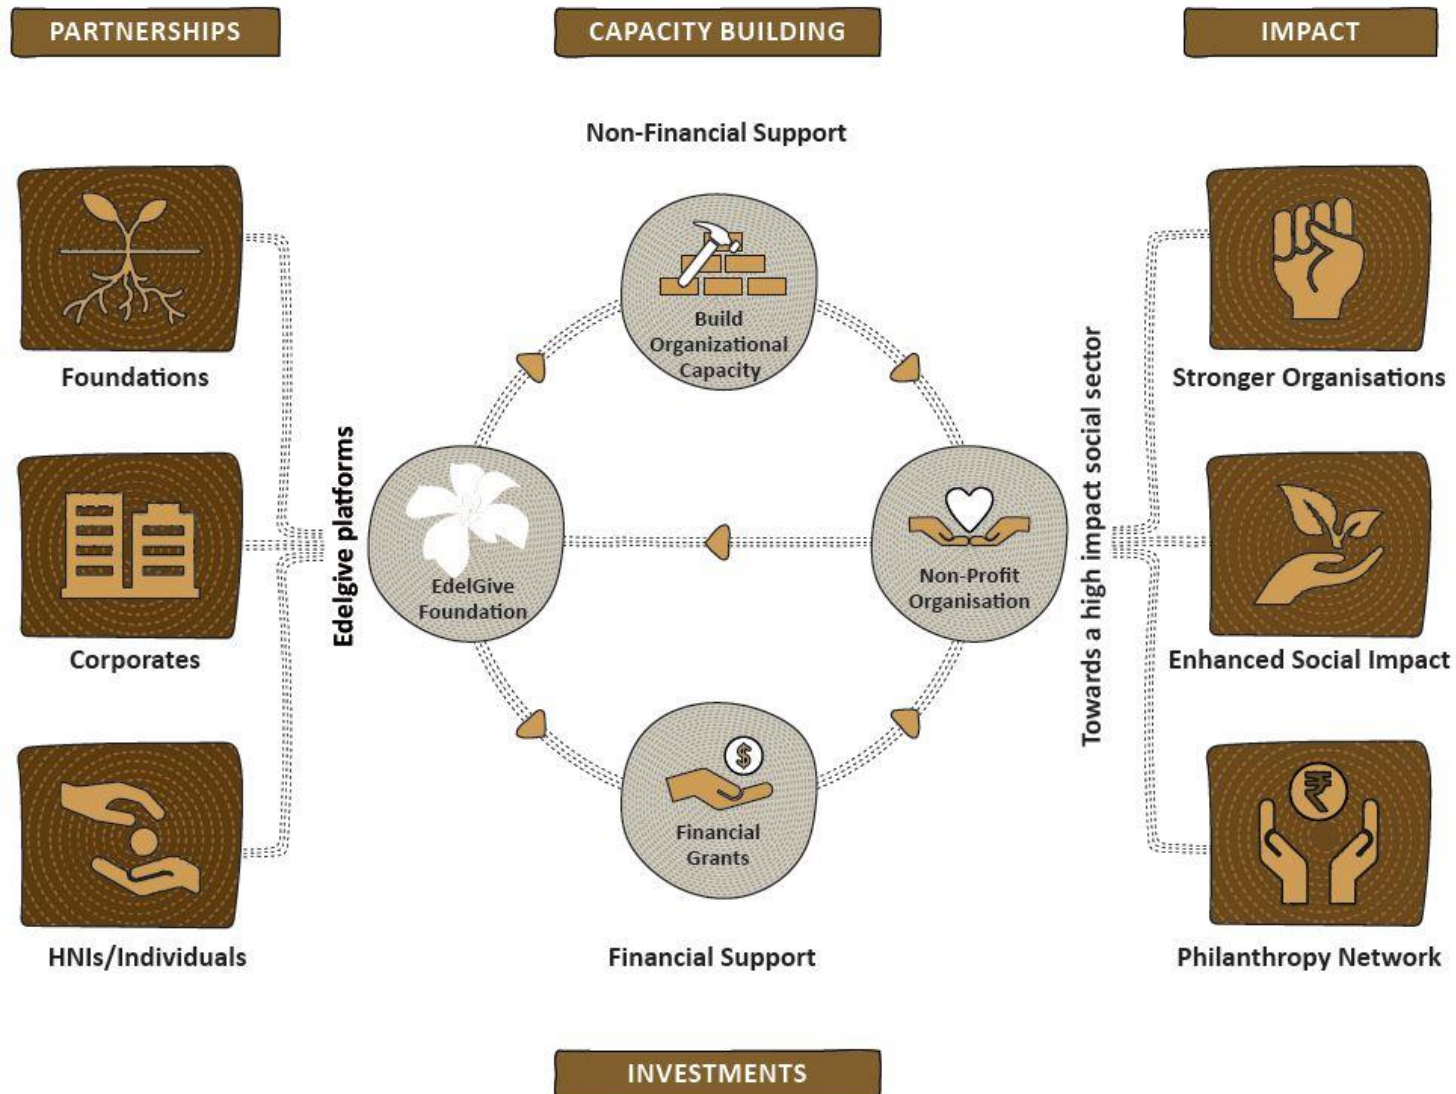 PARTNERSHIPS
CAPACITY BUILDING
IMPACT
Non-Financial Support
Foundations
Corporates
HNIs/Individuals
Edelgive platforms
Build
Organizational
Capacity
EdelGive
Foundation
Non-Profit
Organisation
$
Financial
Grants
Financial Support
Towards a high impact social sector
Stronger Organisations
Enhanced Social Impact
₹
Philanthropy Network
INVESTMENTS